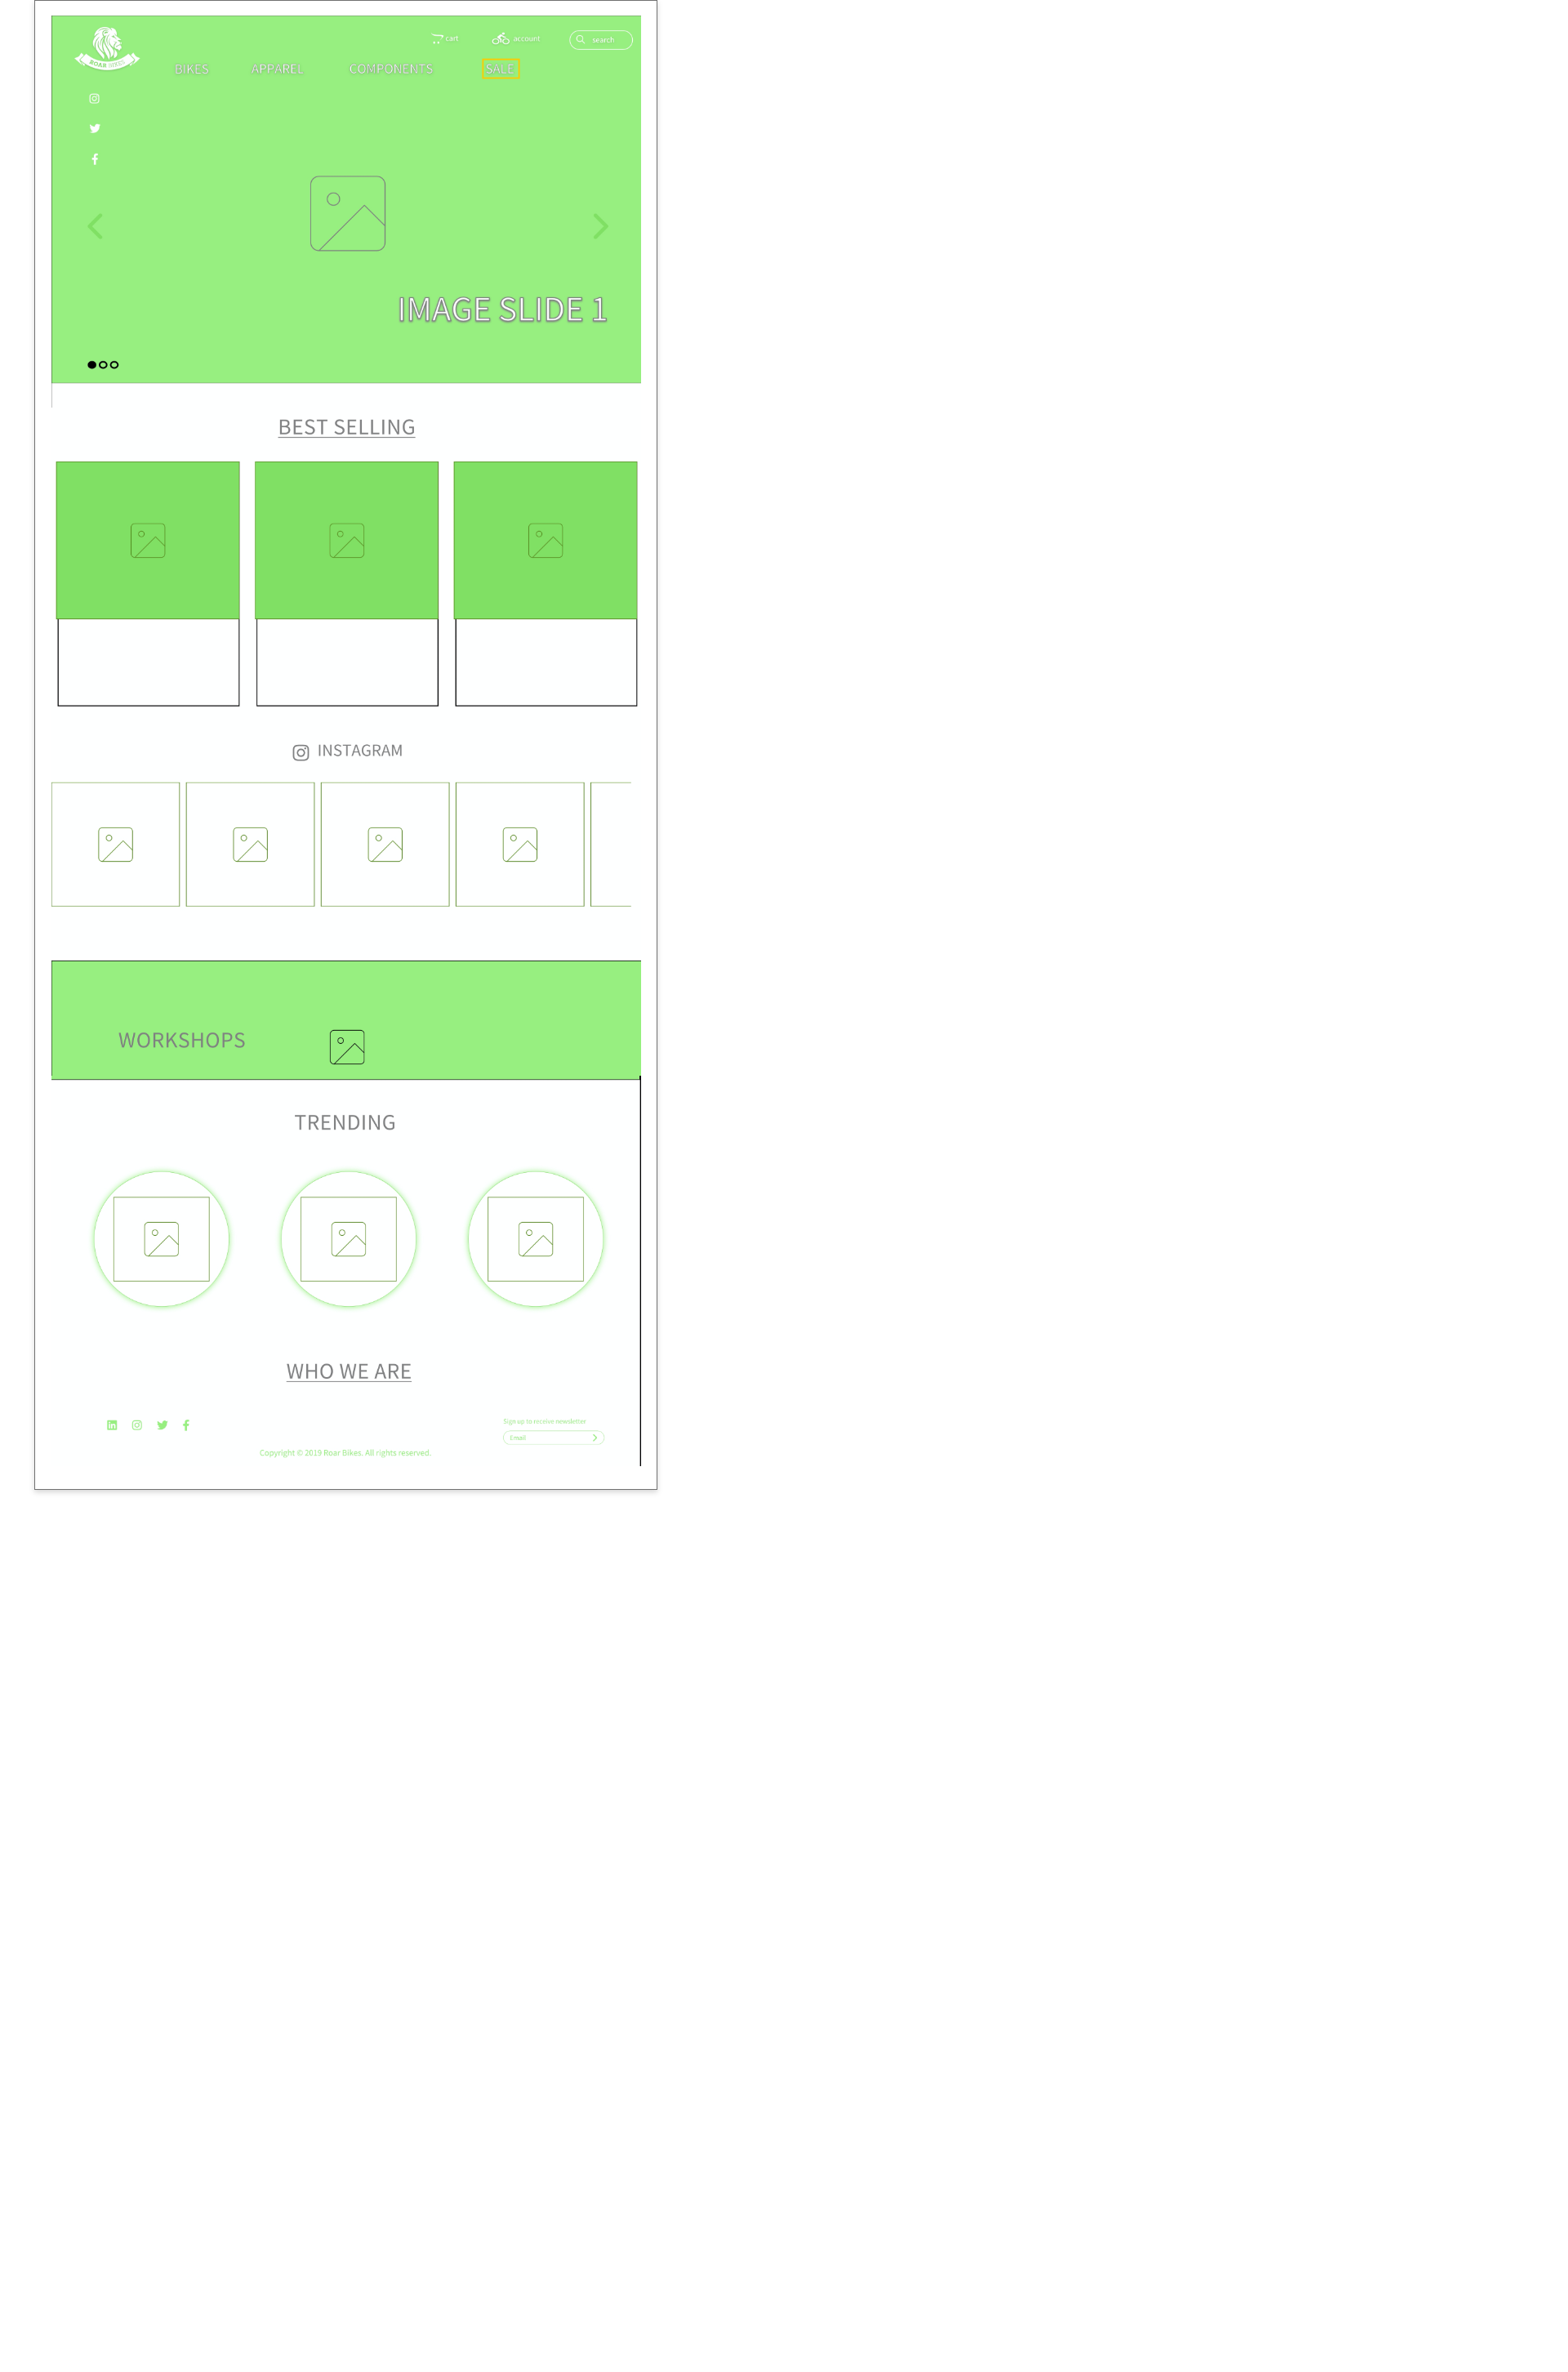 ROAR BIKES
cart
account
search
BIKES
APPAREL
COMPONENTS
SALE
IMAGE SLIDE 1
BEST SELLING
INSTAGRAM
WORKSHOPS
TRENDING
WHO WE ARE
Sign up to receive newsletter
Email
Copyright © 2019 Roar Bikes. All rights reserved.